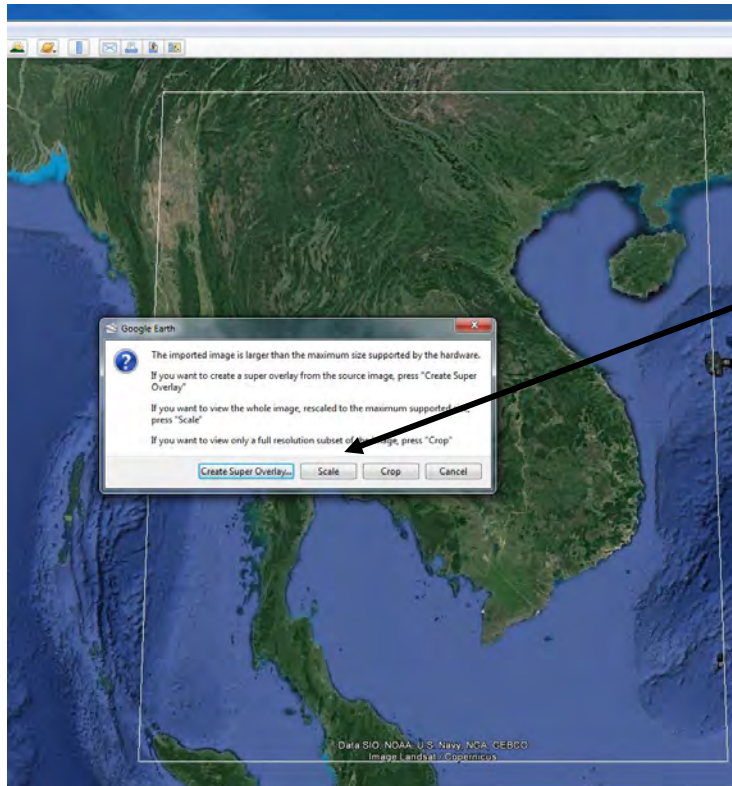 Google Earth
The imported image is larger than the maximum size supported by the hardware.
If you want to create a super overlay from the source image, press "Create Super
Overlay"
If you want to view the whole image, rescaled to the maximum supported
press "Scale"
If you want to view only a full resolution subset of the image, press "Crop"
Create Super Overlay...
Scale
Crop
Cancel
Data SIO, NOAA, U.S. Navy, NGA, GEBCO
Image Landsat / Copernicus